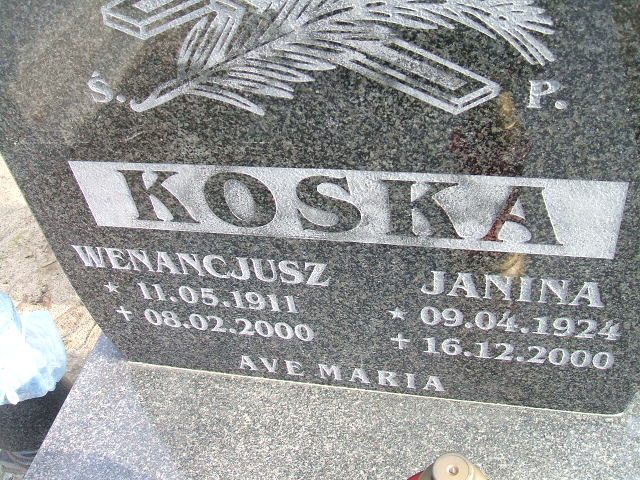 Ś. P.
KOSKA
WENANCJUSZ
* 11.05.1911
+ 08.02.2000
JANINA
* 09.04.1924
+ 16.12.2000
AVE MARIA